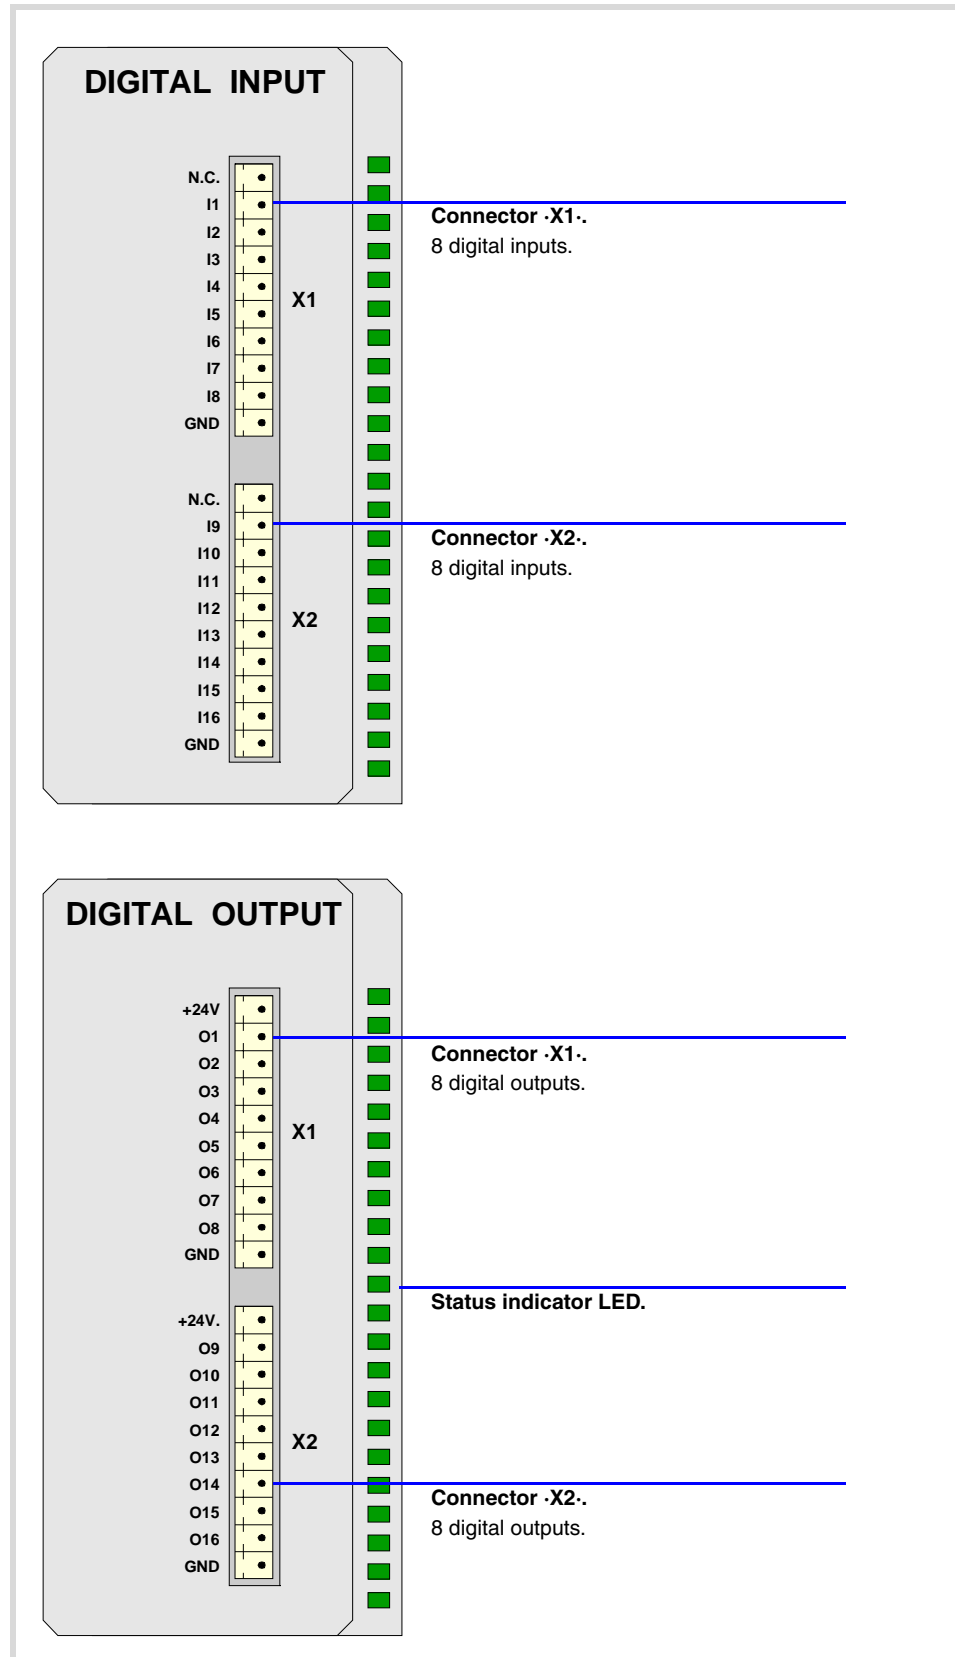 DIGITAL INPUT
N.C.
I1
Connector ·X1·.
I2
8 digital inputs.
I3
I4
X1
I5
I6
I7
I8
GND
N.C.
I9
Connector ·X2·.
I10
8 digital inputs.
I11
I12
X2
I13
I14
I15
I16
GND
DIGITAL OUTPUT
+24V
O1
Connector ·X1·.
O2
8 digital outputs.
O3
O4
X1
O5
O6
O7
O8
GND
Status indicator LED.
+24V.
O9
O10
O11
O12
X2
O13
O14
Connector ·X2·.
O15
8 digital outputs.
O16
GND